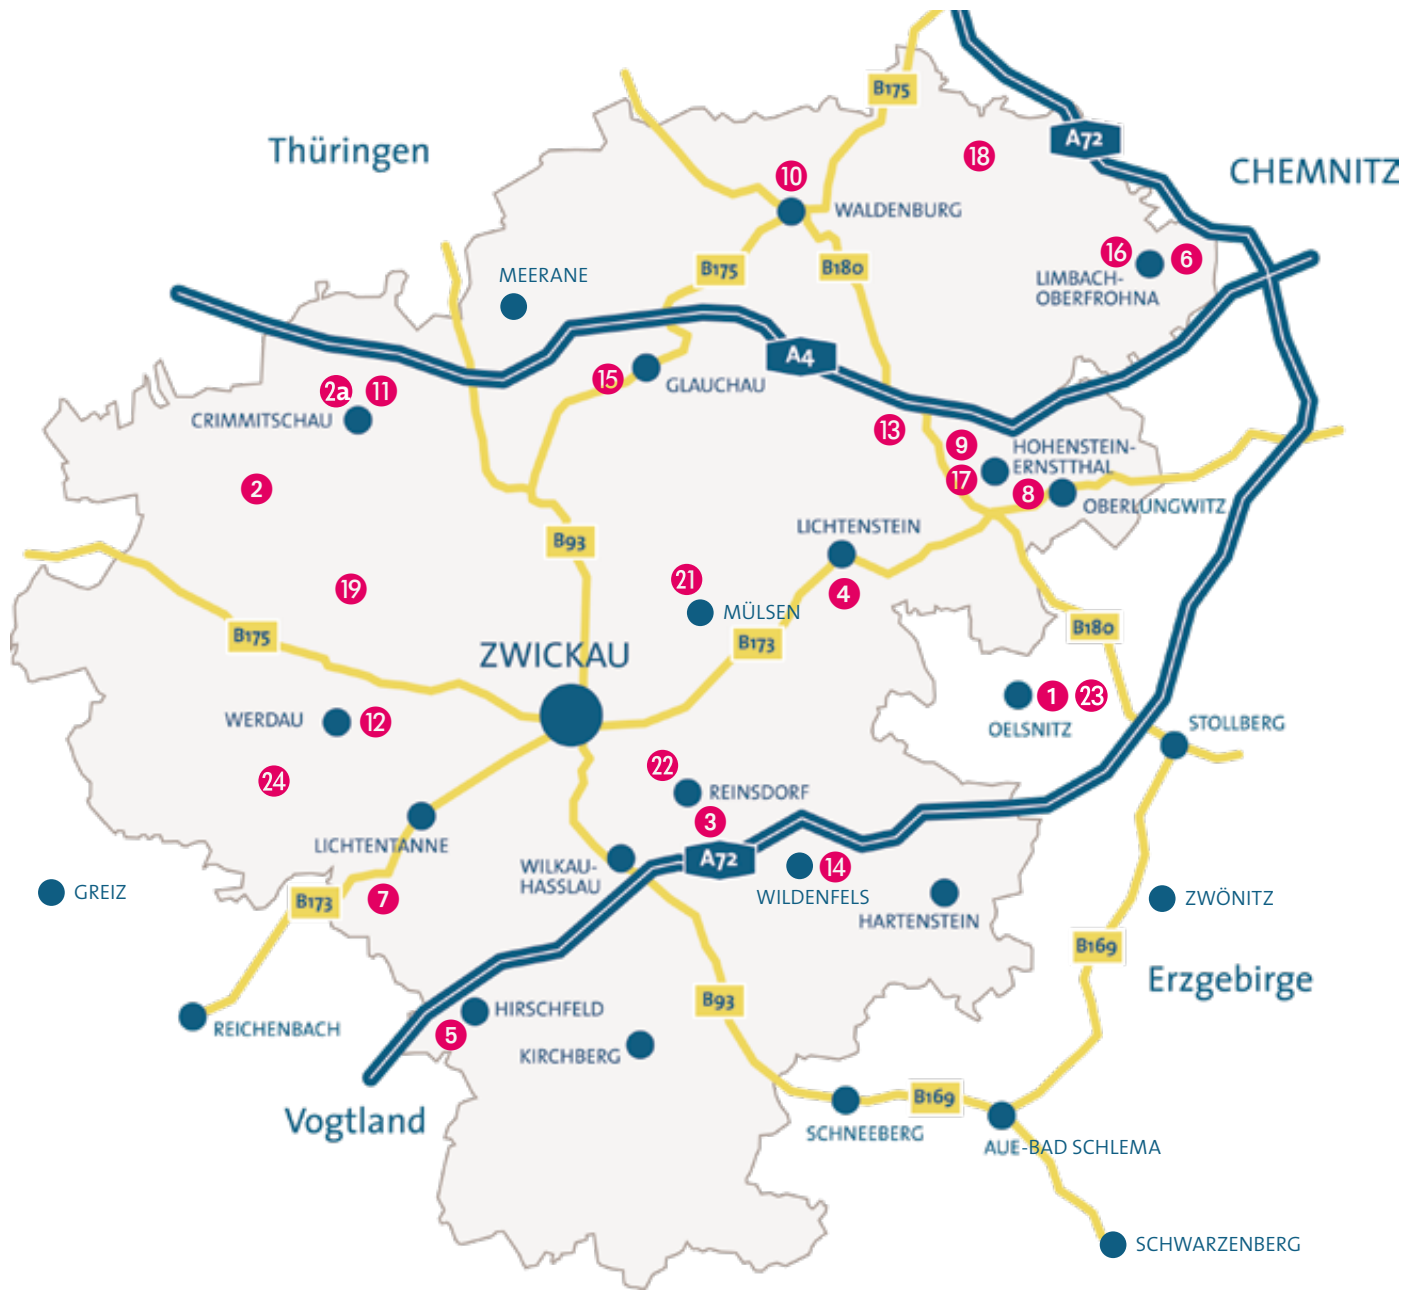 B175
A72
Thüringen
18
CHEMNITZ
10
WALDENBURG
16
6
B175
B180
MEERANE
LIMBACH-
OBERFROHNA
A4
15
GLAUCHAU
2a
11
CRIMMITSCHAU
13
9
HOHENSTEIN-
ERNSTTHAL
17
2
8
OBERLUNGWITZ
LICHTENSTEIN
B93
19
21
4
MÜLSEN
B175
B173
B180
ZWICKAU
1
23
WERDAU
12
OELSNITZ
STOLLBERG
22
24
REINSDORF
3
LICHTENTANNE
A72
WILKAU-
HASSLAU
14
WILDENFELS
GREIZ
B173
7
HARTENSTEIN
ZWÖNITZ
B169
Erzgebirge
B93
HIRSCHFELD
REICHENBACH
5
KIRCHBERG
B169
Vogtland
SCHNEEBERG
AUE-BAD SCHLEMA
SCHWARZENBERG